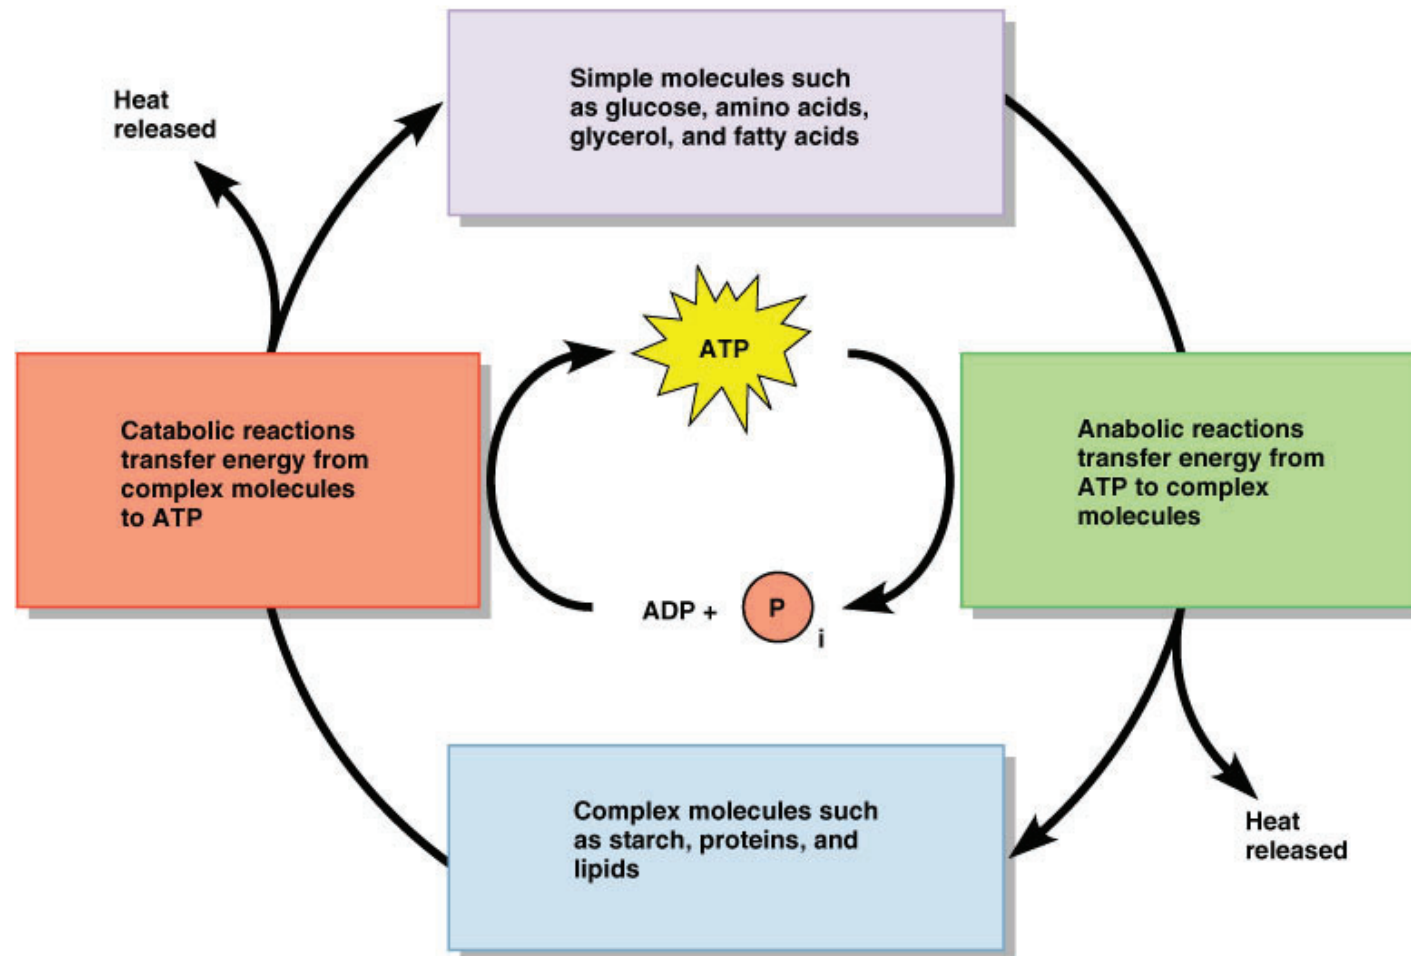 Simple molecules such
as glucose, amino acids,
glycerol, and fatty acids
Heat
released
ATP
Catabolic reactions
transfer energy from
complex molecules
to ATP
Anabolic reactions
transfer energy from
ATP to complex
molecules
ADP + P i
Complex molecules such
as starch, proteins, and
lipids
Heat
released